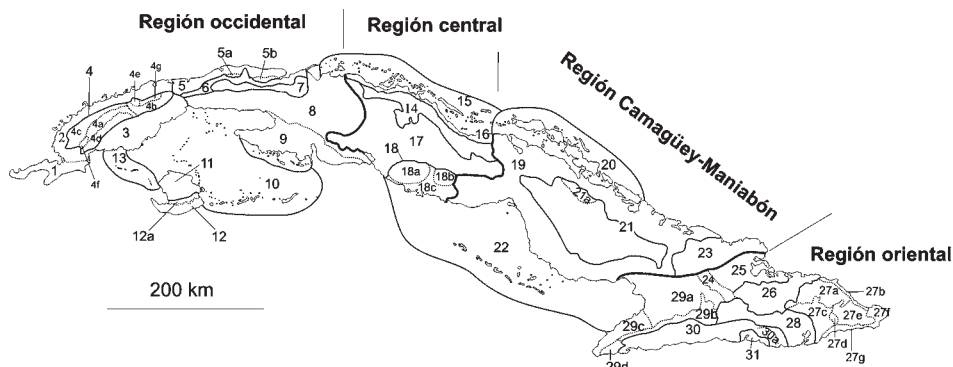 Región occidental
Región central
Región Camagüey-Maniabón
Región oriental
200 km
1
2
3
4
4a
4b
4c
4d
4e
4f
4g
5
5a
5b
6
7
8
9
10
11
12
12a
13
14
15
16
17
18
18a
18b
18c
19
20
21
21a
22
23
24
25
26
27a
27b
27c
27d
27e
27f
27g
28
29a
29b
29c
29d
30
30a
31